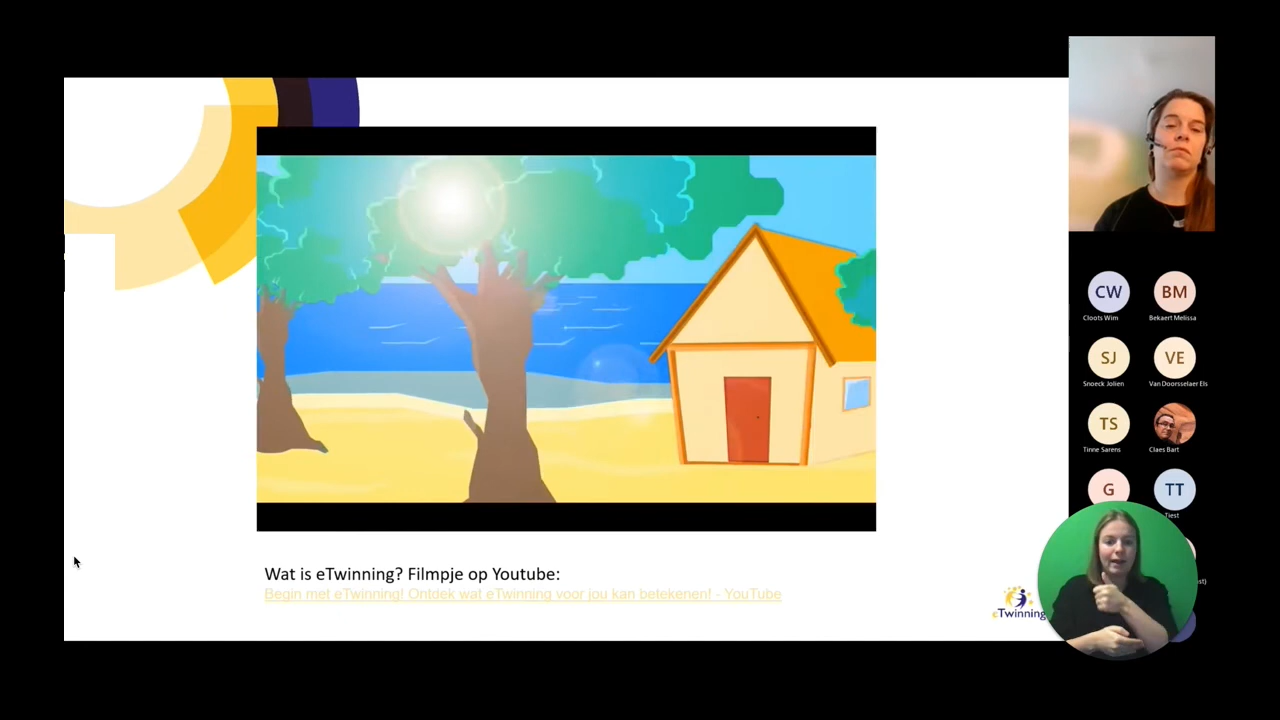 Wat is eTwinning? Filmpje op Youtube:
Begin met eTwinning! Ontdek wat eTwinning voor jou kan betekenen! - YouTube
eTwinning
CW
Cloots Wim
BM
Bekaert Melissa
SJ
Snoeck Jolien
VE
Van Doorsselaer Els
TS
Tinne Sarens
Claes Bart
G
TT
Tiest